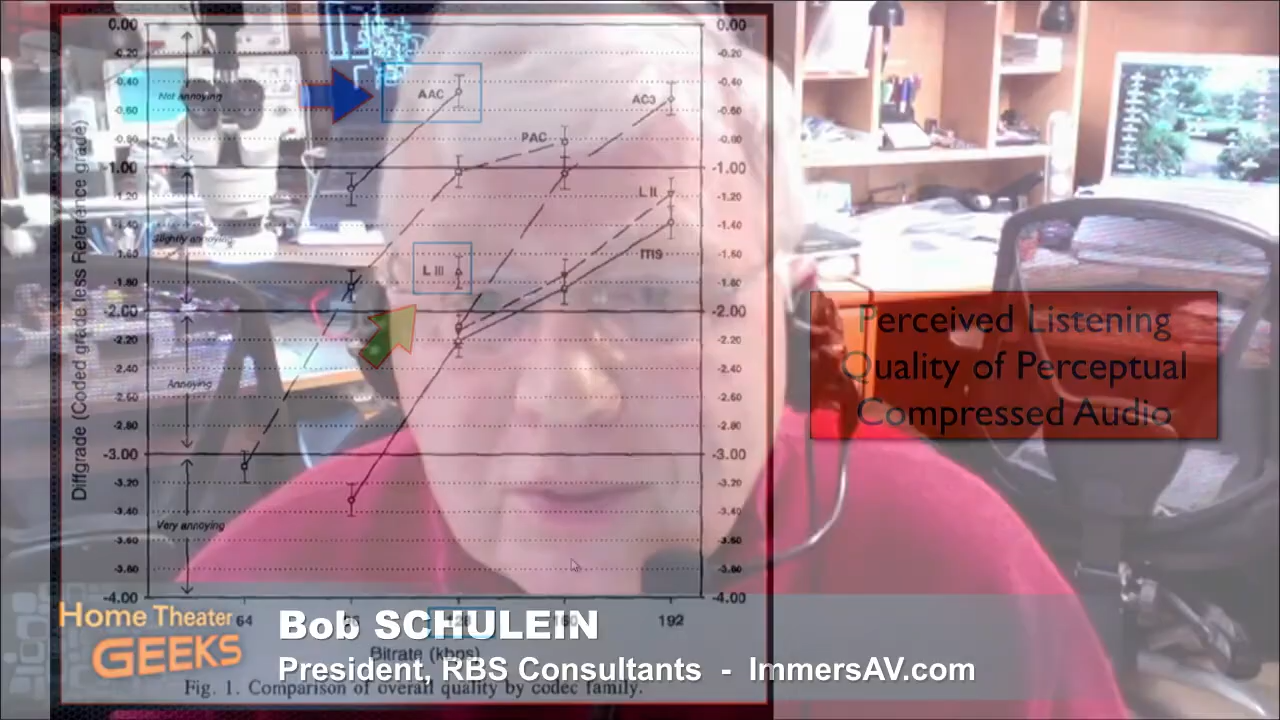 0.00
-0.20
-0.40
-0.60
-0.80
-1.00
-1.20
-1.40
-1.60
-1.80
-2.00
-2.20
-2.40
-2.60
-2.80
-3.00
-3.20
-3.40
-3.60
-3.80
-4.00
Diffgrade (Coded grade less Reference grade)
Not annoying
Slightly annoying
Annoying
Very annoying
AAC
AC3
PAC
L II
ITIS
L III
0.00
-0.20
-0.40
-0.60
-0.80
-1.00
-1.20
-1.40
-1.60
-1.80
-2.00
-2.20
-2.40
-2.60
-2.80
-3.00
-3.20
-3.40
-3.60
-3.80
-4.00
64 128 160 192
Bitrate (kbps)
Fig. 1. Comparison of overall quality by codec family.
Perceived Listening
Quality of Perceptual
Compressed Audio
Home Theater
GEEKS
Bob SCHULEIN
President, RBS Consultants - ImmersAV.com